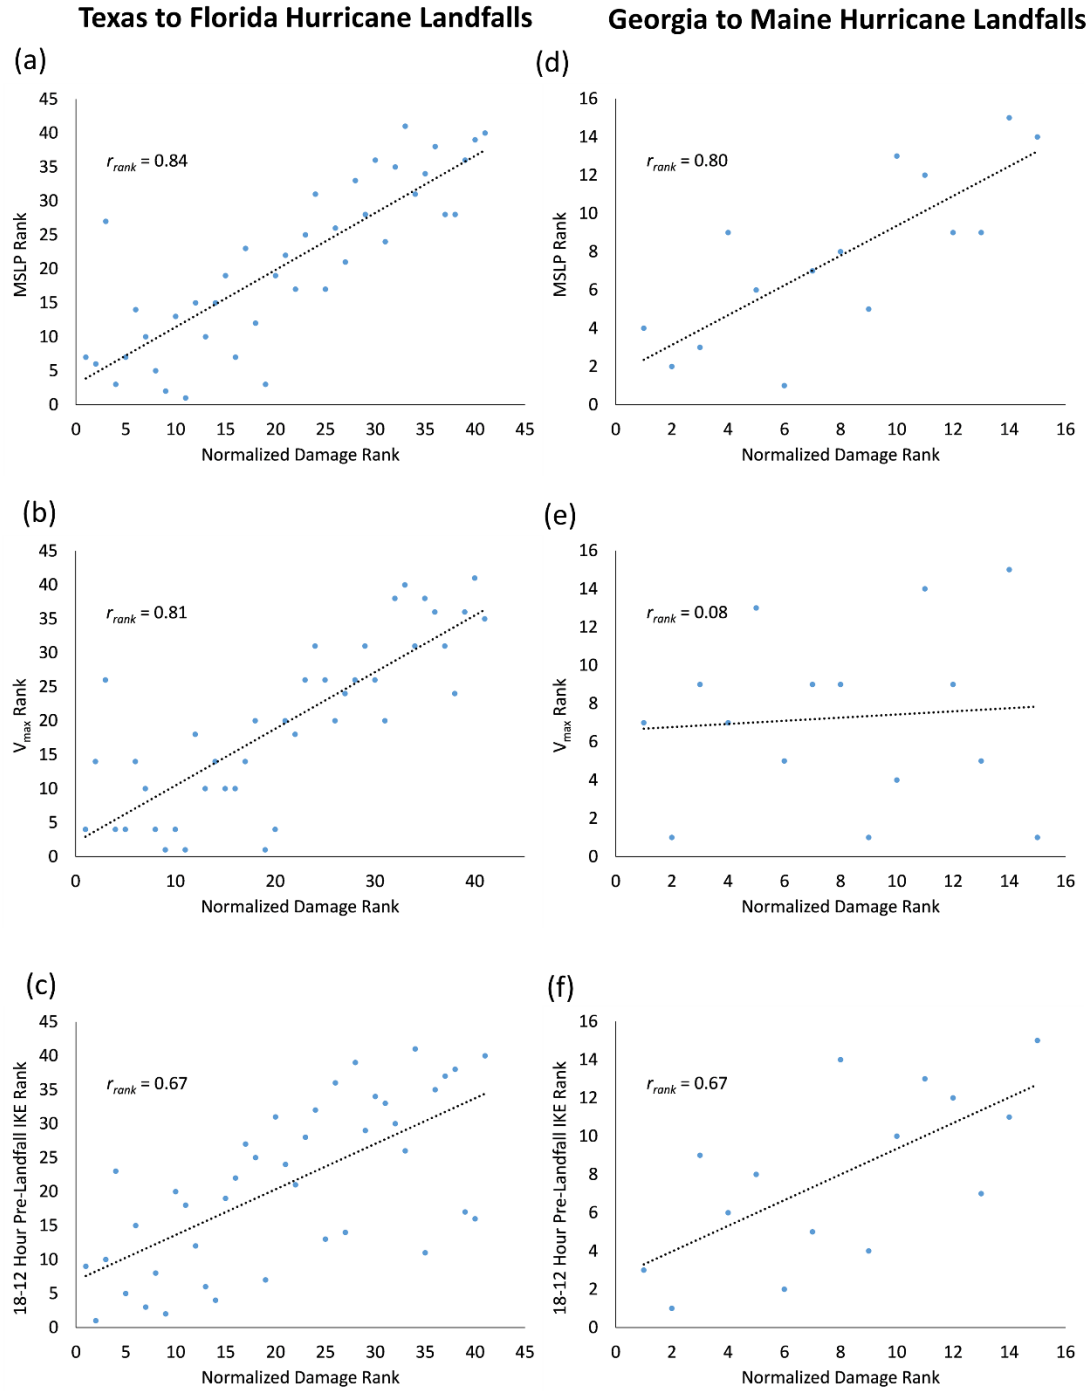 Texas to Florida Hurricane Landfalls
Georgia to Maine Hurricane Landfalls
(a)
45
40
35
30
25
20
15
10
5
0
MSLP Rank
r_rank = 0.84
0 5 10 15 20 25 30 35 40 45
Normalized Damage Rank
(d)
16
14
12
10
8
6
4
2
0
MSLP Rank
r_rank = 0.80
0 2 4 6 8 10 12 14 16
Normalized Damage Rank
(b)
45
40
35
30
25
20
15
10
5
0
V_max Rank
r_rank = 0.81
0 10 20 30 40
Normalized Damage Rank
(e)
16
14
12
10
8
6
4
2
0
V_max Rank
r_rank = 0.08
0 2 4 6 8 10 12 14 16
Normalized Damage Rank
(c)
45
40
35
30
25
20
15
10
5
0
18-12 Hour Pre-Landfall IKE Rank
r_rank = 0.67
0 5 10 15 20 25 30 35 40 45
Normalized Damage Rank
(f)
16
14
12
10
8
6
4
2
0
18-12 Hour Pre-Landfall IKE Rank
r_rank = 0.67
0 2 4 6 8 10 12 14 16
Normalized Damage Rank